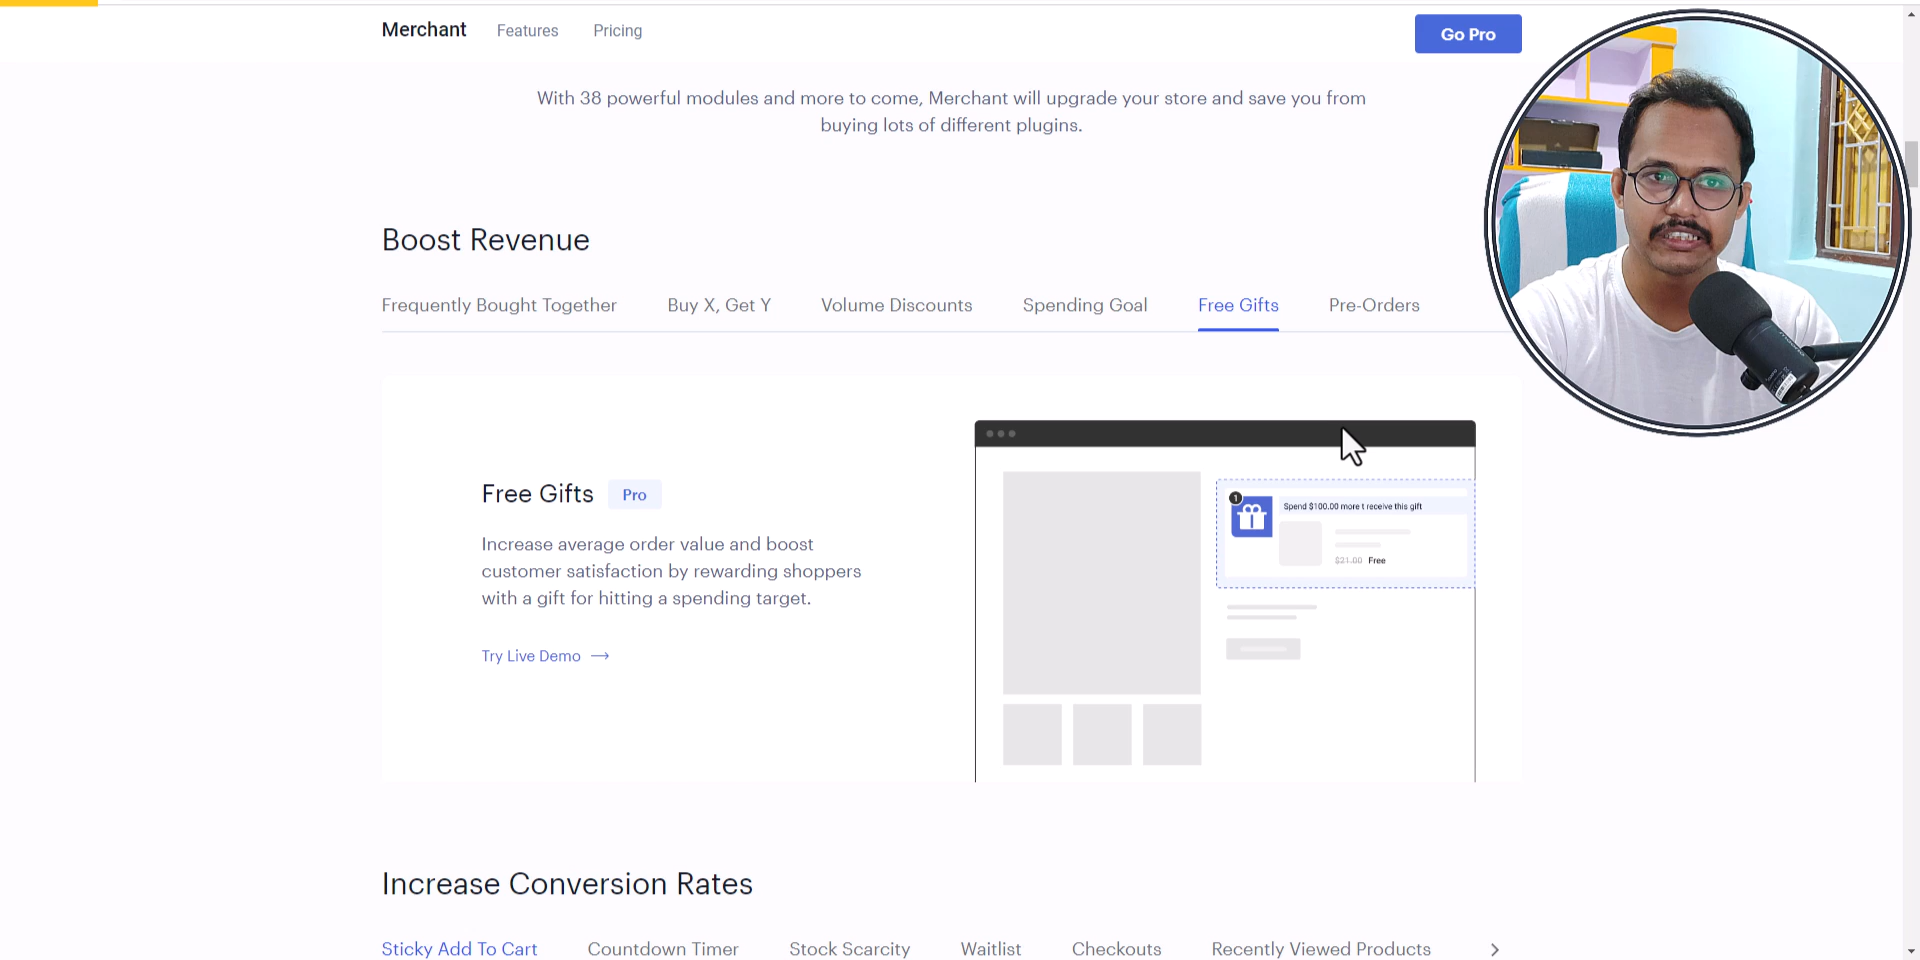 Merchant
Features
Pricing
Go Pro
With 38 powerful modules and more to come, Merchant will upgrade your store and save you from
buying lots of different plugins.
Boost Revenue
Frequently Bought Together
Buy X, Get Y
Volume Discounts
Spending Goal
Free Gifts
Pre-Orders
Free Gifts
Pro
Increase average order value and boost
customer satisfaction by rewarding shoppers
with a gift for hitting a spending target.
Try Live Demo →
1
Spend $100.00 more t receive this gift
$21.00 Free
Increase Conversion Rates
Sticky Add To Cart
Countdown Timer
Stock Scarcity
Waitlist
Checkouts
Recently Viewed Products